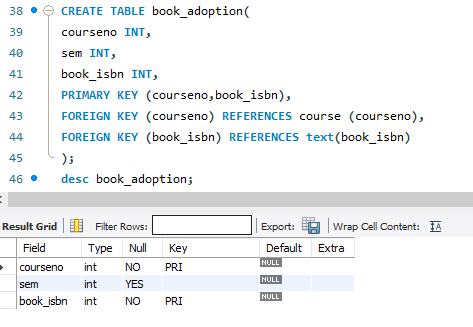 38 CREATE TABLE book_adoption(
39 courseno INT,
40 sem INT,
41 book_isbn INT,
42 PRIMARY KEY (courseno,book_isbn),
43 FOREIGN KEY (courseno) REFERENCES course (courseno),
44 FOREIGN KEY (book_isbn) REFERENCES text(book_isbn)
45 );
46 desc book_adoption;
Result Grid Filter Rows: Export: Wrap Cell Content:
Field Type Null Key Default Extra
courseno int NO PRI NULL
sem int YES NULL
book_isbn int NO PRI NULL